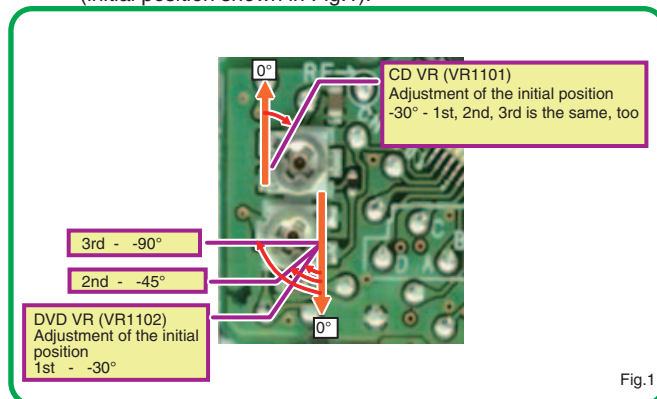 (initial position shown in Fig.1).
0°
CD VR (VR1101)
Adjustment of the initial position
-30° - 1st, 2nd, 3rd is the same, too
3rd - -90°
2nd - -45°
DVD VR (VR1102)
Adjustment of the initial
position
1st - -30°
0°
C
D A
Fig.1